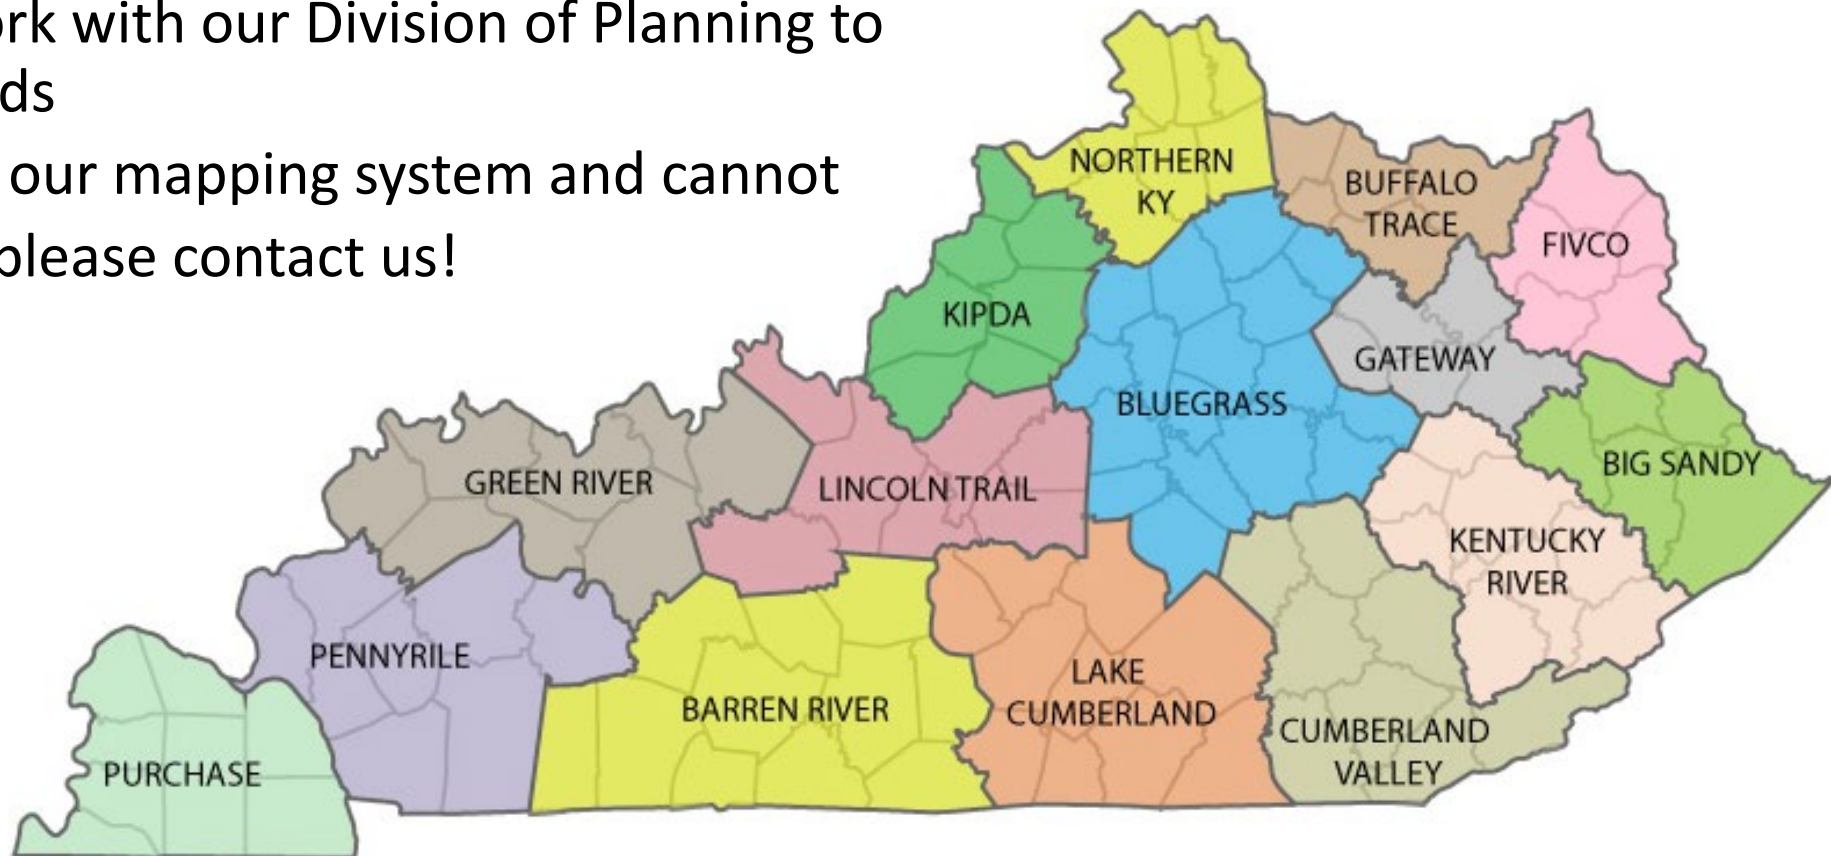 ork with our Division of Planning to
ds
our mapping system and cannot
please contact us!
NORTHERN
KY
BUFFALO
TRACE
FIVCO
KIPDA
GATEWAY
BLUEGRASS
BIG SANDY
GREEN RIVER
LINCOLN TRAIL
KENTUCKY
RIVER
PENNYRILE
LAKE
CUMBERLAND
BARREN RIVER
CUMBERLAND
VALLEY
PURCHASE